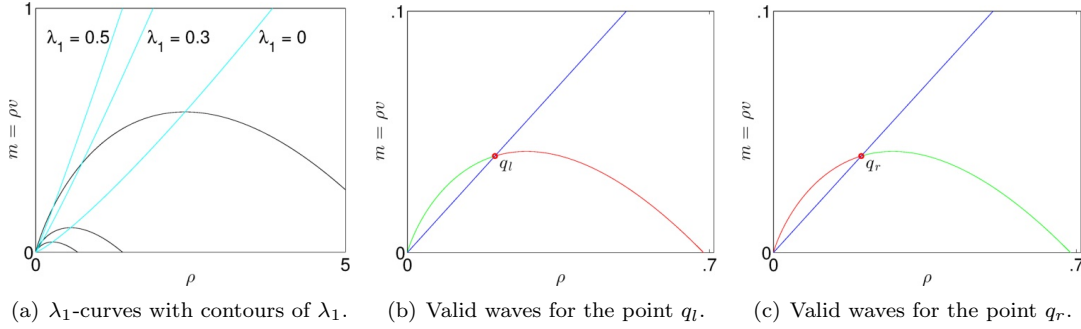 1
λ₁ = 0.5 λ₁ = 0.3 λ₁ = 0
m = ρv
0
0 5
ρ
(a) λ₁-curves with contours of λ₁.
.1
m = ρv
qₗ
0
0 .7
ρ
(b) Valid waves for the point qₗ.
.1
m = ρv
qᵣ
0
0 .7
ρ
(c) Valid waves for the point qᵣ.